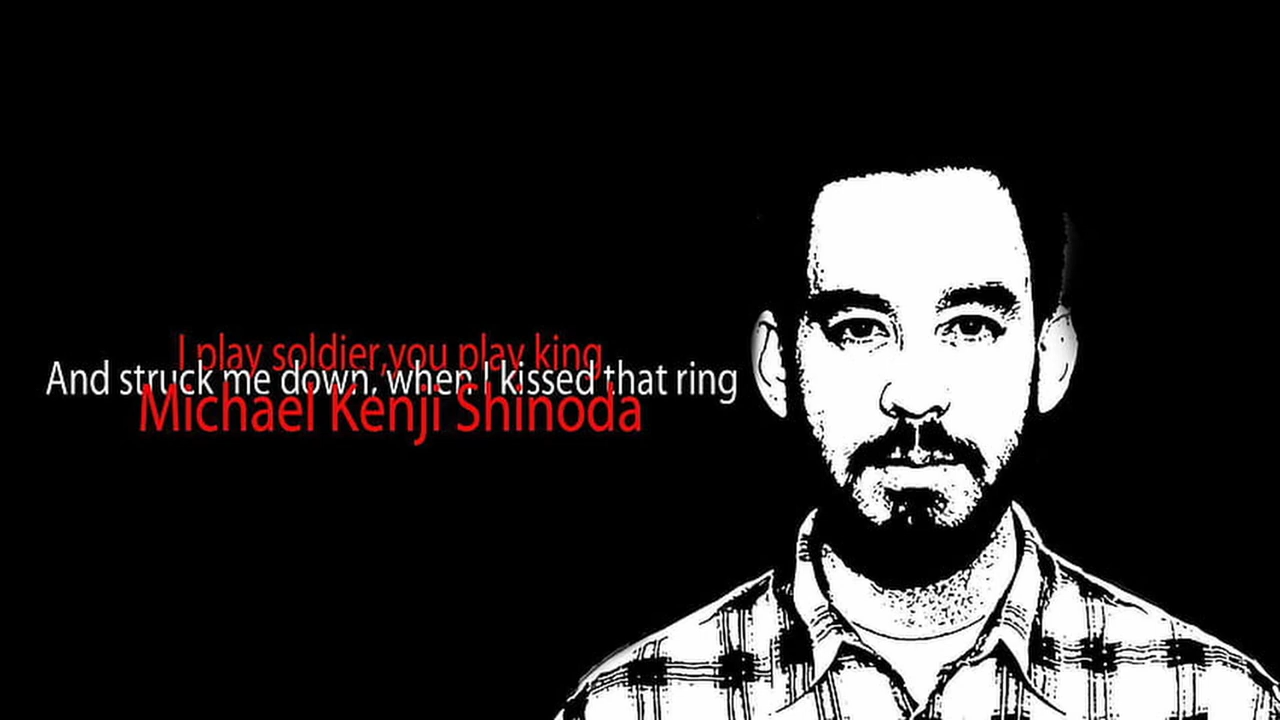 I play soldier,you play king
And struck me down, when I kissed that ring
Michael Kenji Shinoda